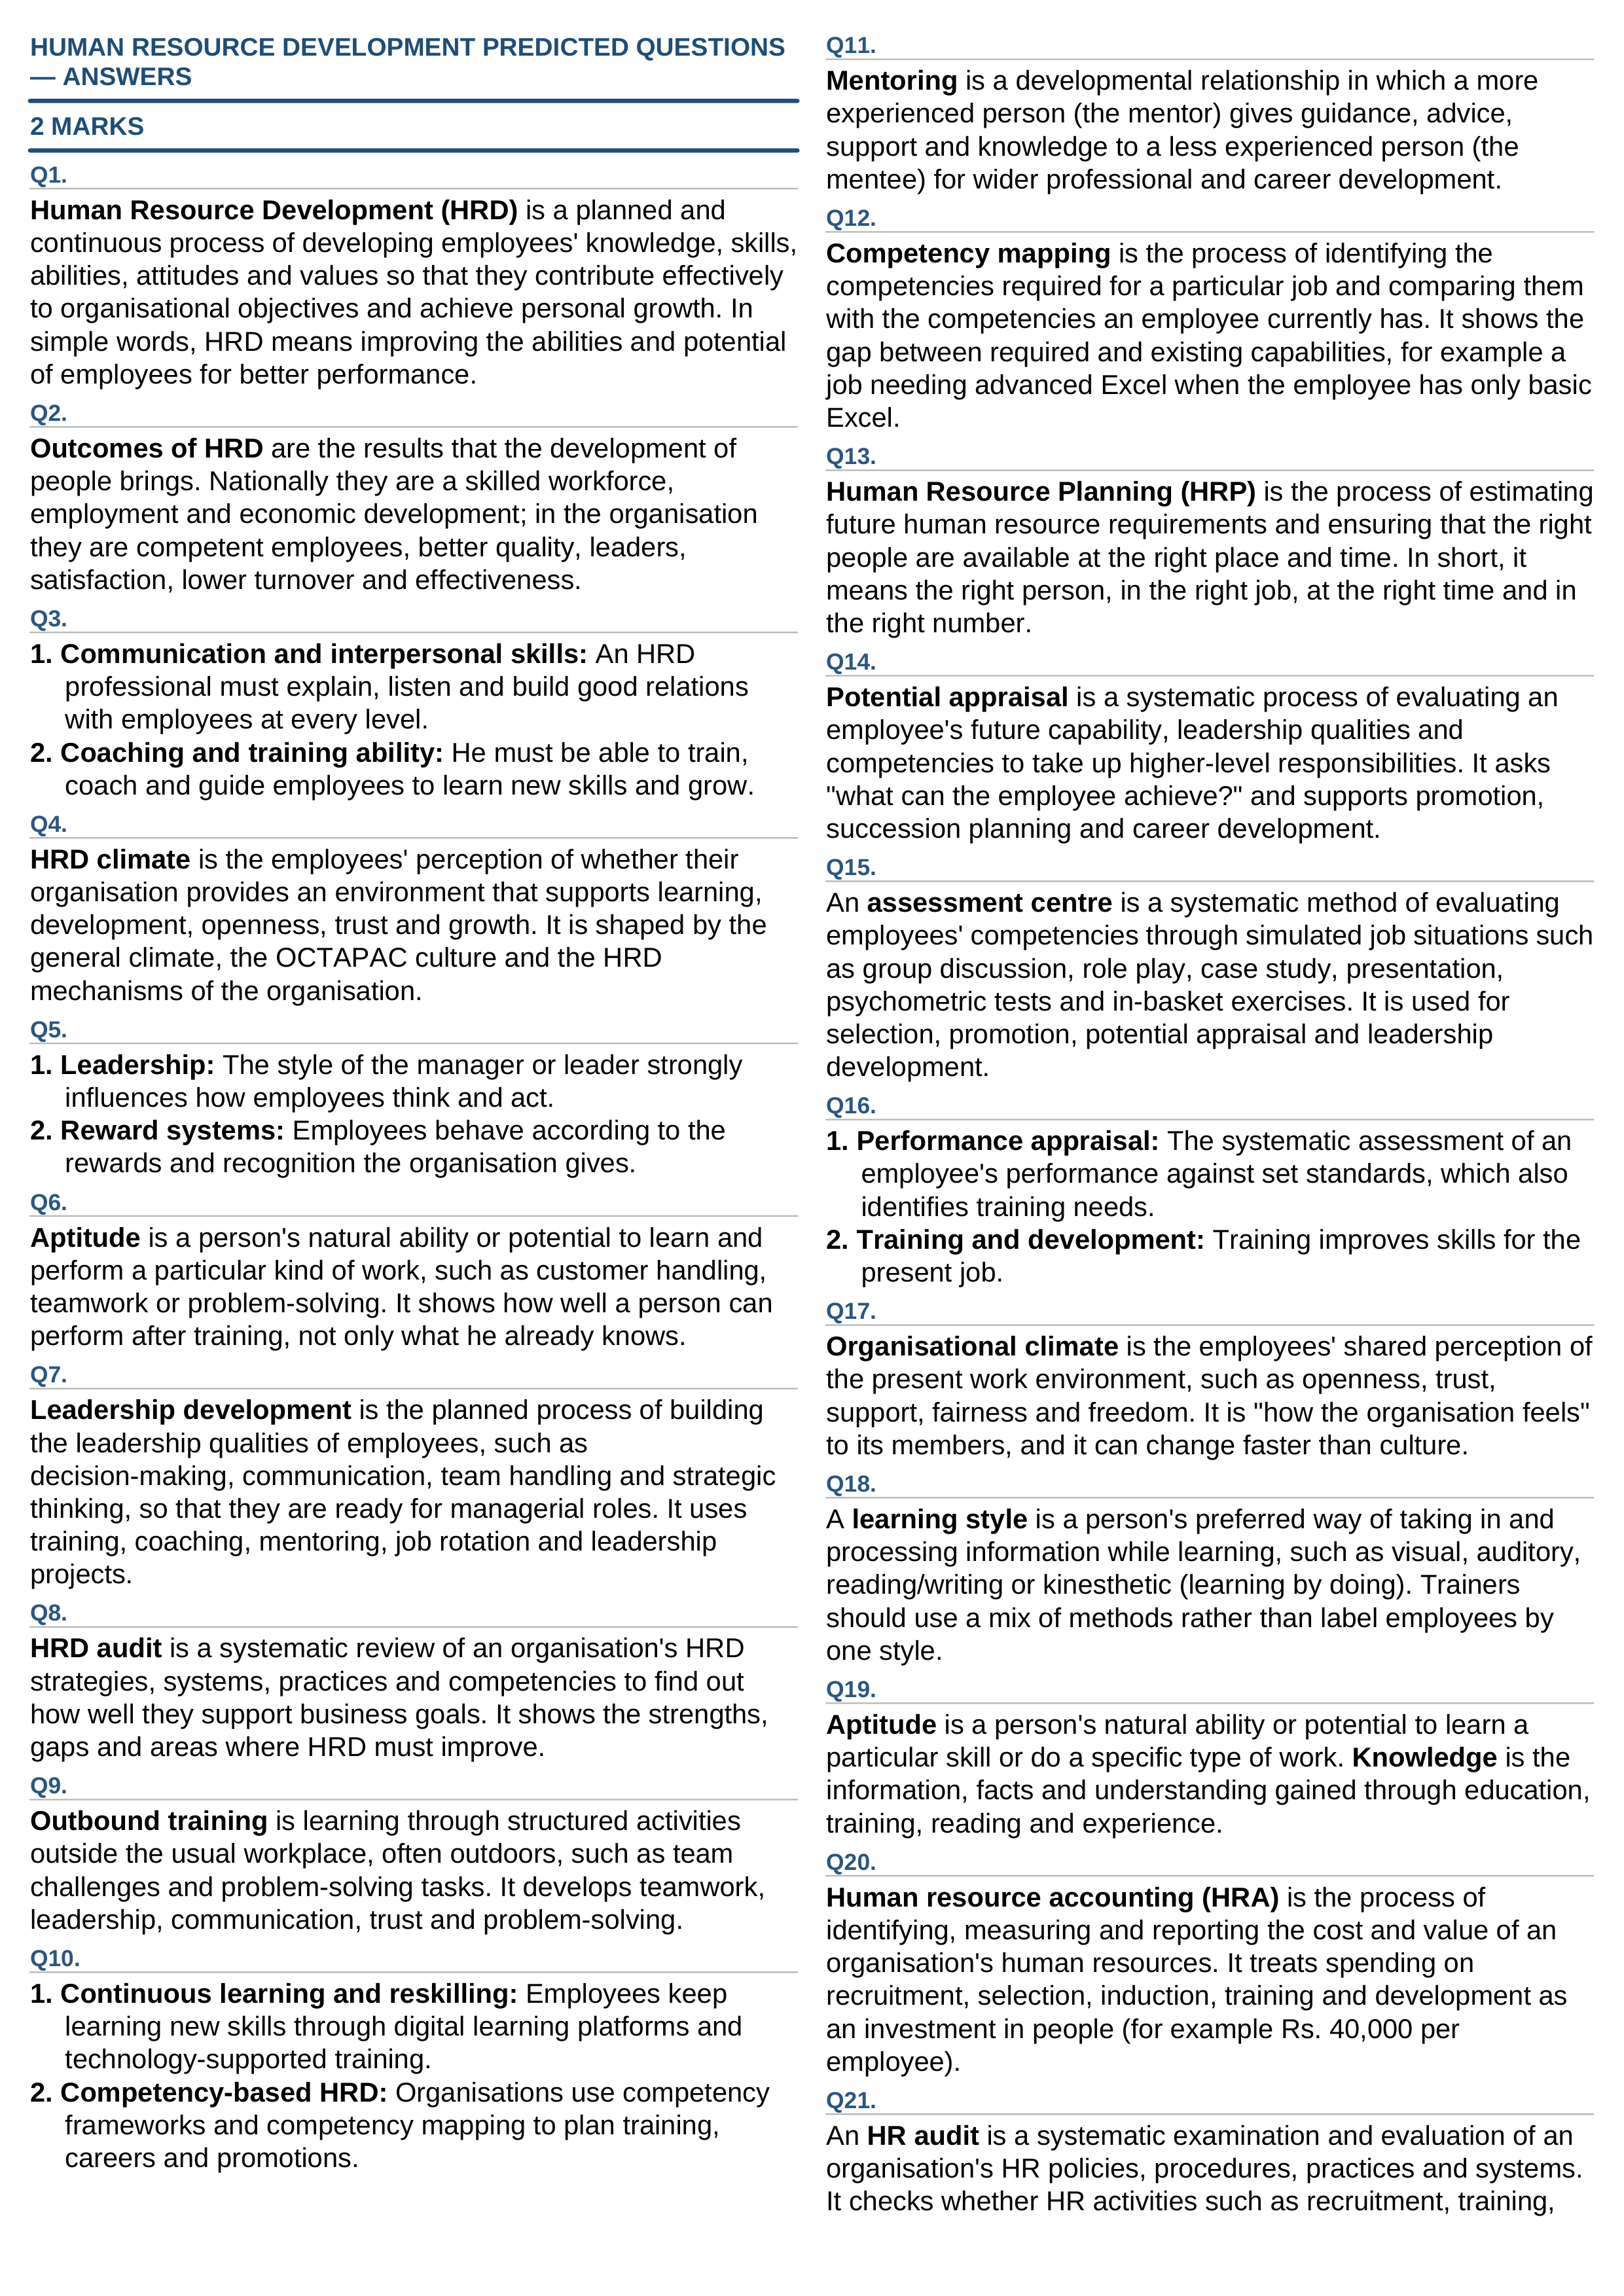 HUMAN RESOURCE DEVELOPMENT PREDICTED QUESTIONS
— ANSWERS
2 MARKS
Q1.
Human Resource Development (HRD) is a planned and
continuous process of developing employees' knowledge, skills,
abilities, attitudes and values so that they contribute effectively
to organisational objectives and achieve personal growth. In
simple words, HRD means improving the abilities and potential
of employees for better performance.
Q2.
Outcomes of HRD are the results that the development of
people brings. Nationally they are a skilled workforce,
employment and economic development; in the organisation
they are competent employees, better quality, leaders,
satisfaction, lower turnover and effectiveness.
Q3.
1. Communication and interpersonal skills: An HRD
professional must explain, listen and build good relations
with employees at every level.
2. Coaching and training ability: He must be able to train,
coach and guide employees to learn new skills and grow.
Q4.
HRD climate is the employees' perception of whether their
organisation provides an environment that supports learning,
development, openness, trust and growth. It is shaped by the
general climate, the OCTAPAC culture and the HRD
mechanisms of the organisation.
Q5.
1. Leadership: The style of the manager or leader strongly
influences how employees think and act.
2. Reward systems: Employees behave according to the
rewards and recognition the organisation gives.
Q6.
Aptitude is a person's natural ability or potential to learn and
perform a particular kind of work, such as customer handling,
teamwork or problem-solving. It shows how well a person can
perform after training, not only what he already knows.
Q7.
Leadership development is the planned process of building
the leadership qualities of employees, such as
decision-making, communication, team handling and strategic
thinking, so that they are ready for managerial roles. It uses
training, coaching, mentoring, job rotation and leadership
projects.
Q8.
HRD audit is a systematic review of an organisation's HRD
strategies, systems, practices and competencies to find out
how well they support business goals. It shows the strengths,
gaps and areas where HRD must improve.
Q9.
Outbound training is learning through structured activities
outside the usual workplace, often outdoors, such as team
challenges and problem-solving tasks. It develops teamwork,
leadership, communication, trust and problem-solving.
Q10.
1. Continuous learning and reskilling: Employees keep
learning new skills through digital learning platforms and
technology-supported training.
2. Competency-based HRD: Organisations use competency
frameworks and competency mapping to plan training,
careers and promotions.
Q11.
Mentoring is a developmental relationship in which a more
experienced person (the mentor) gives guidance, advice,
support and knowledge to a less experienced person (the
mentee) for wider professional and career development.
Q12.
Competency mapping is the process of identifying the
competencies required for a particular job and comparing them
with the competencies an employee currently has. It shows the
gap between required and existing capabilities, for example a
job needing advanced Excel when the employee has only basic
Excel.
Q13.
Human Resource Planning (HRP) is the process of estimating
future human resource requirements and ensuring that the right
people are available at the right place and time. In short, it
means the right person, in the right job, at the right time and in
the right number.
Q14.
Potential appraisal is a systematic process of evaluating an
employee's future capability, leadership qualities and
competencies to take up higher-level responsibilities. It asks
"what can the employee achieve?" and supports promotion,
succession planning and career development.
Q15.
An assessment centre is a systematic method of evaluating
employees' competencies through simulated job situations such
as group discussion, role play, case study, presentation,
psychometric tests and in-basket exercises. It is used for
selection, promotion, potential appraisal and leadership
development.
Q16.
1. Performance appraisal: The systematic assessment of an
employee's performance against set standards, which also
identifies training needs.
2. Training and development: Training improves skills for the
present job.
Q17.
Organisational climate is the employees' shared perception of
the present work environment, such as openness, trust,
support, fairness and freedom. It is "how the organisation feels"
to its members, and it can change faster than culture.
Q18.
A learning style is a person's preferred way of taking in and
processing information while learning, such as visual, auditory,
reading/writing or kinesthetic (learning by doing). Trainers
should use a mix of methods rather than label employees by
one style.
Q19.
Aptitude is a person's natural ability or potential to learn a
particular skill or do a specific type of work. Knowledge is the
information, facts and understanding gained through education,
training, reading and experience.
Q20.
Human resource accounting (HRA) is the process of
identifying, measuring and reporting the cost and value of an
organisation's human resources. It treats spending on
recruitment, selection, induction, training and development as
an investment in people (for example Rs. 40,000 per
employee).
Q21.
An HR audit is a systematic examination and evaluation of an
organisation's HR policies, procedures, practices and systems.
It checks whether HR activities such as recruitment, training,